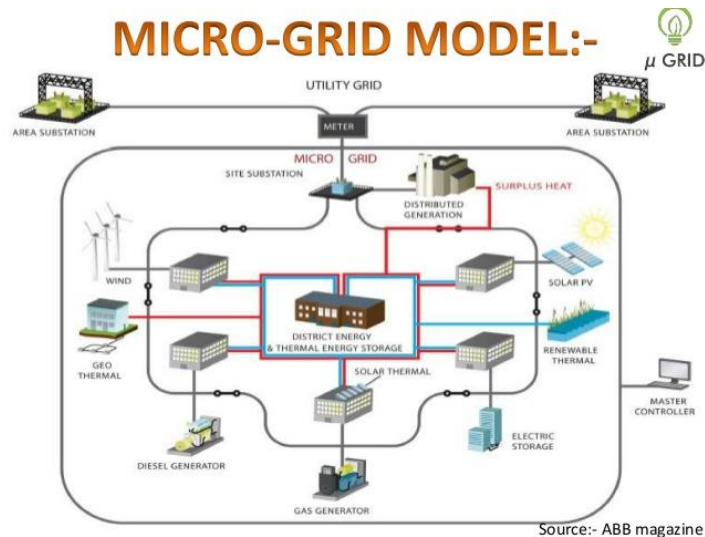 MICRO-GRID MODEL:-
μ GRID
UTILITY GRID
AREA SUBSTATION
METER
AREA SUBSTATION
MICRO GRID
SITE SUBSTATION
DISTRIBUTED
GENERATION
SURPLUS HEAT
WIND
SOLAR PV
DISTRICT ENERGY
& THERMAL ENERGY STORAGE
GEO
THERMAL
RENEWABLE
THERMAL
SOLAR THERMAL
MASTER
CONTROLLER
DIESEL GENERATOR
ELECTRIC
STORAGE
GAS GENERATOR
Source:- ABB magazine